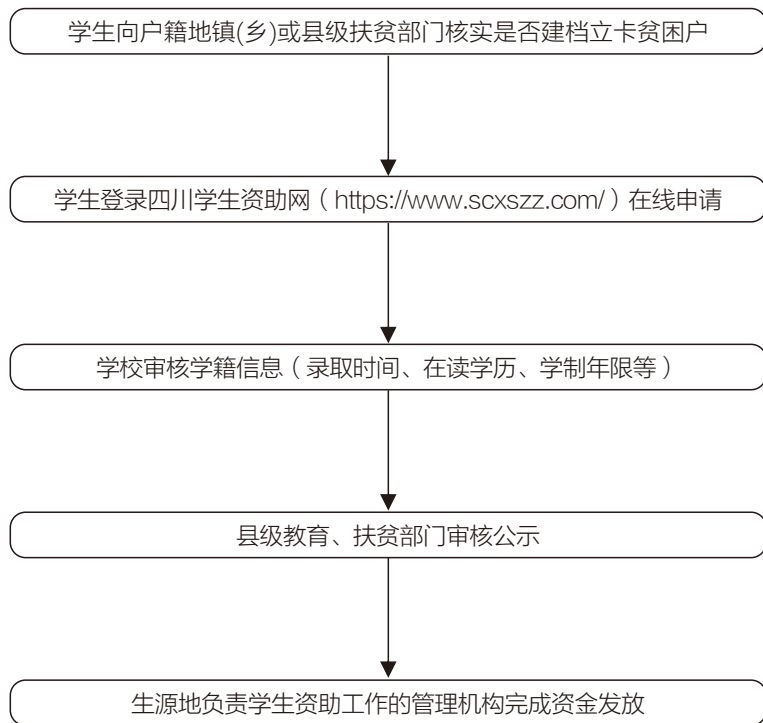 学生向户籍地镇(乡)或县级扶贫部门核实是否建档立卡贫困户
学生登录四川学生资助网（https://www.scxszz.com/）在线申请
学校审核学籍信息（录取时间、在读学历、学制年限等）
县级教育、扶贫部门审核公示
生源地负责学生资助工作的管理机构完成资金发放